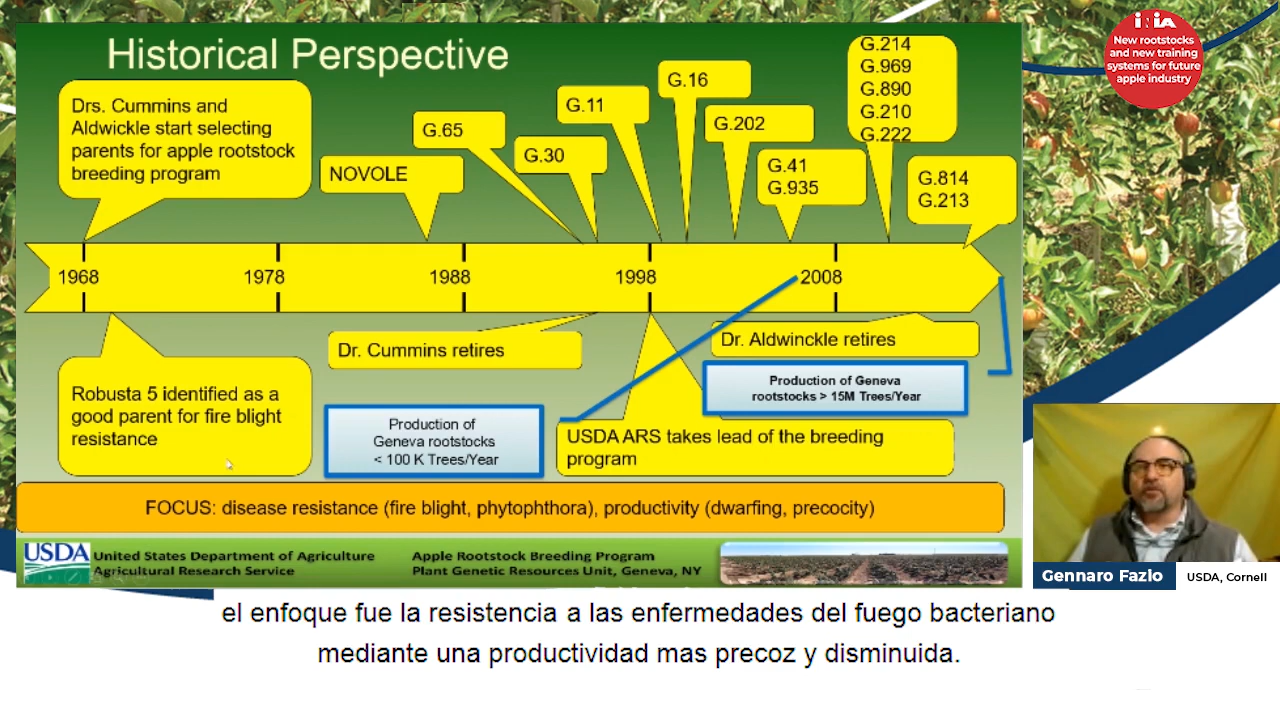 Historical Perspective
Drs. Cummins and
Aldwickle start selecting
parents for apple rootstock
breeding program
NOVOLE
G.65
G.30
G.11
G.16
G.202
G.41
G.935
G.214
G.969
G.890
G.210
G.222
G.814
G.213
1968
1978
1988
1998
2008
Robusta 5 identified as a
good parent for fire blight
resistance
Dr. Cummins retires
Production of
Geneva rootstocks
< 100 K Trees/Year
USDA ARS takes lead of the breeding
program
Dr. Aldwinckle retires
Production of Geneva
rootstocks > 15M Trees/Year
FOCUS: disease resistance (fire blight, phytophthora), productivity (dwarfing, precocity)
USDA
United States Department of Agriculture
Agricultural Research Service
Apple Rootstock Breeding Program
Plant Genetic Resources Unit, Geneva, NY
INIA
New rootstocks
and new training
systems for future
apple industry
Gennaro Fazio
USDA, Cornell
el enfoque fue la resistencia a las enfermedades del fuego bacteriano
mediante una productividad mas precoz y disminuida.